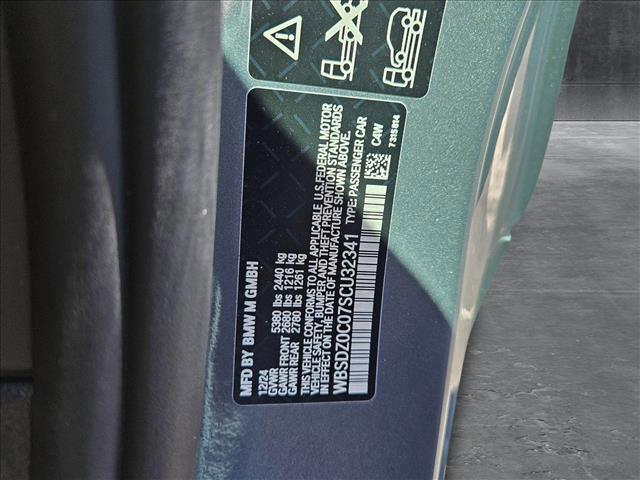 MFD BY BMW M GMBH
12/24
GVWR 5380 lbs 2440 kg
GAWR FRONT 2680 lbs 1216 kg
GAWR REAR 2780 lbs 1261 kg
THIS VEHICLE CONFORMS TO ALL APPLICABLE U.S.FEDERAL MOTOR
VEHICLE SAFETY, BUMPER AND THEFT PREVENTION STANDARDS
IN EFFECT ON THE DATE OF MANUFACTURE SHOWN ABOVE.
WBSDZ0C07SCU32341 TYPE: PASSENGER CAR
C4W
7315814